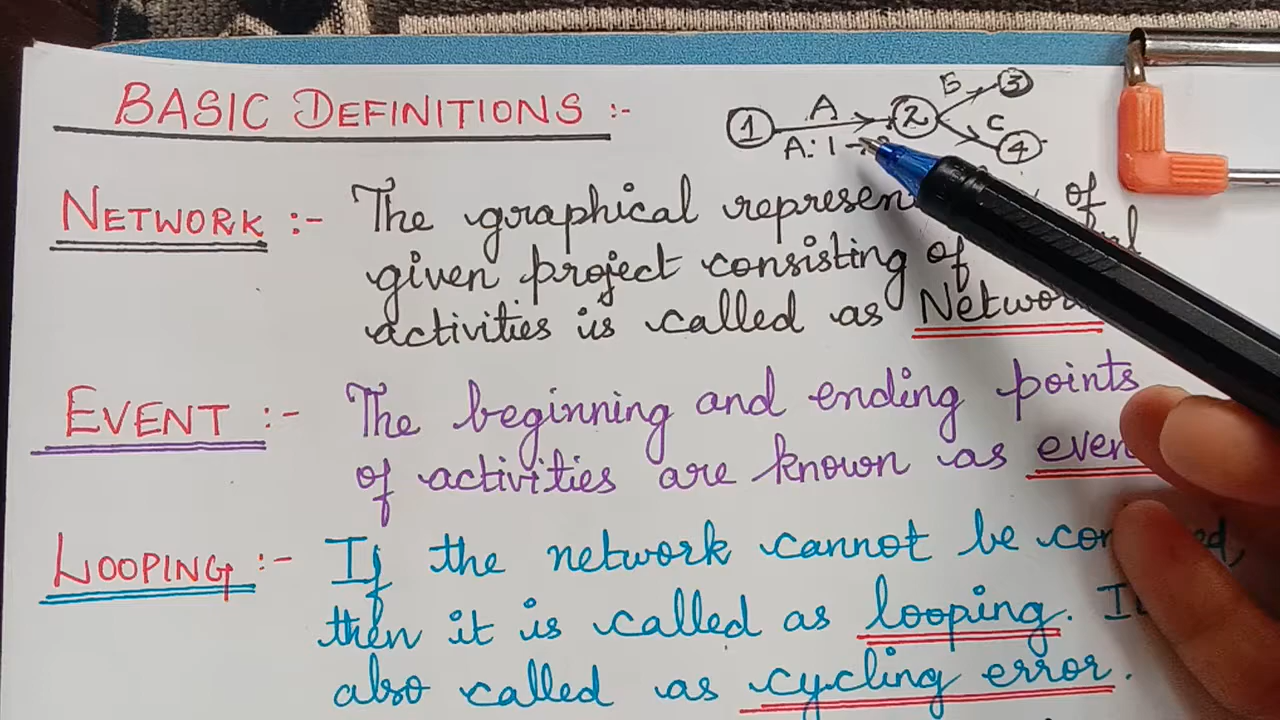 BASIC DEFINITIONS :-
1 A 2 B 3 C 4
A: 1 →
NETWORK :- The graphical of
given project consisting of
activities is called as
EVENT :- The beginning and ending points
of activities are known as
LOOPING :- If the network cannot be
then it is called as looping.
also called as cycling error.